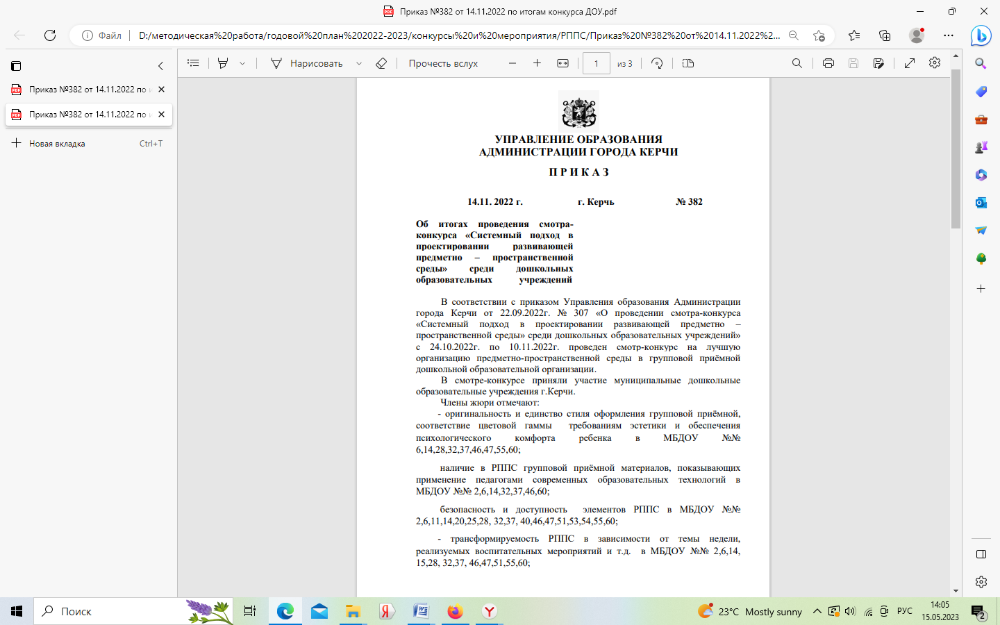 Приказ №382 от 14.11.2022 по итогам конкурса ДОУ.pdf
Файл
D:/методическая%20работа/годовой%20план%202022-2023/конкурсы%20и%20мероприятия/РППС/Приказ%20№382%20от%2014.11.2022%2...
Нарисовать
Прочесть вслух
1
из 3
Приказ №382 от 14.11.2022 по
Приказ №382 от 14.11.2022 по
Новая вкладка
Ctrl+T
УПРАВЛЕНИЕ ОБРАЗОВАНИЯ
АДМИНИСТРАЦИИ ГОРОДА КЕРЧИ
П Р И К А З
14.11. 2022 г. г. Керчь № 382
Об итогах проведения смотра-
конкурса «Системный подход в
проектировании развивающей
предметно – пространственной
среды» среди дошкольных
образовательных учреждений
В соответствии с приказом Управления образования Администрации
города Керчи от 22.09.2022г. № 307 «О проведении смотра-конкурса
«Системный подход в проектировании развивающей предметно –
пространственной среды» среди дошкольных образовательных учреждений»
с 24.10.2022г. по 10.11.2022г. проведен смотр-конкурс на лучшую
организацию предметно-пространственной среды в групповой приёмной
дошкольной образовательной организации.
В смотре-конкурсе приняли участие муниципальные дошкольные
образовательные учреждения г.Керчи.
Члены жюри отмечают:
- оригинальность и единство стиля оформления групповой приёмной,
соответствие цветовой гаммы требованиям эстетики и обеспечения
психологического комфорта ребенка в МБДОУ №№
6,14,28,32,37,46,47,55,60;
наличие в РППС групповой приёмной материалов, показывающих
применение педагогами современных образовательных технологий в
МБДОУ №№ 2,6,14,32,37,46,60;
безопасность и доступность элементов РППС в МБДОУ №№
2,6,11,14,20,25,28, 32,37, 40,46,47,51,53,54,55,60;
- трансформируемость РППС в зависимости от темы недели,
реализуемых воспитательных мероприятий и т.д. в МБДОУ №№ 2,6,14,
15,28, 32,37, 46,47,51,55,60;
Поиск
23°C Mostly sunny
РУС
14:05
15.05.2023
2